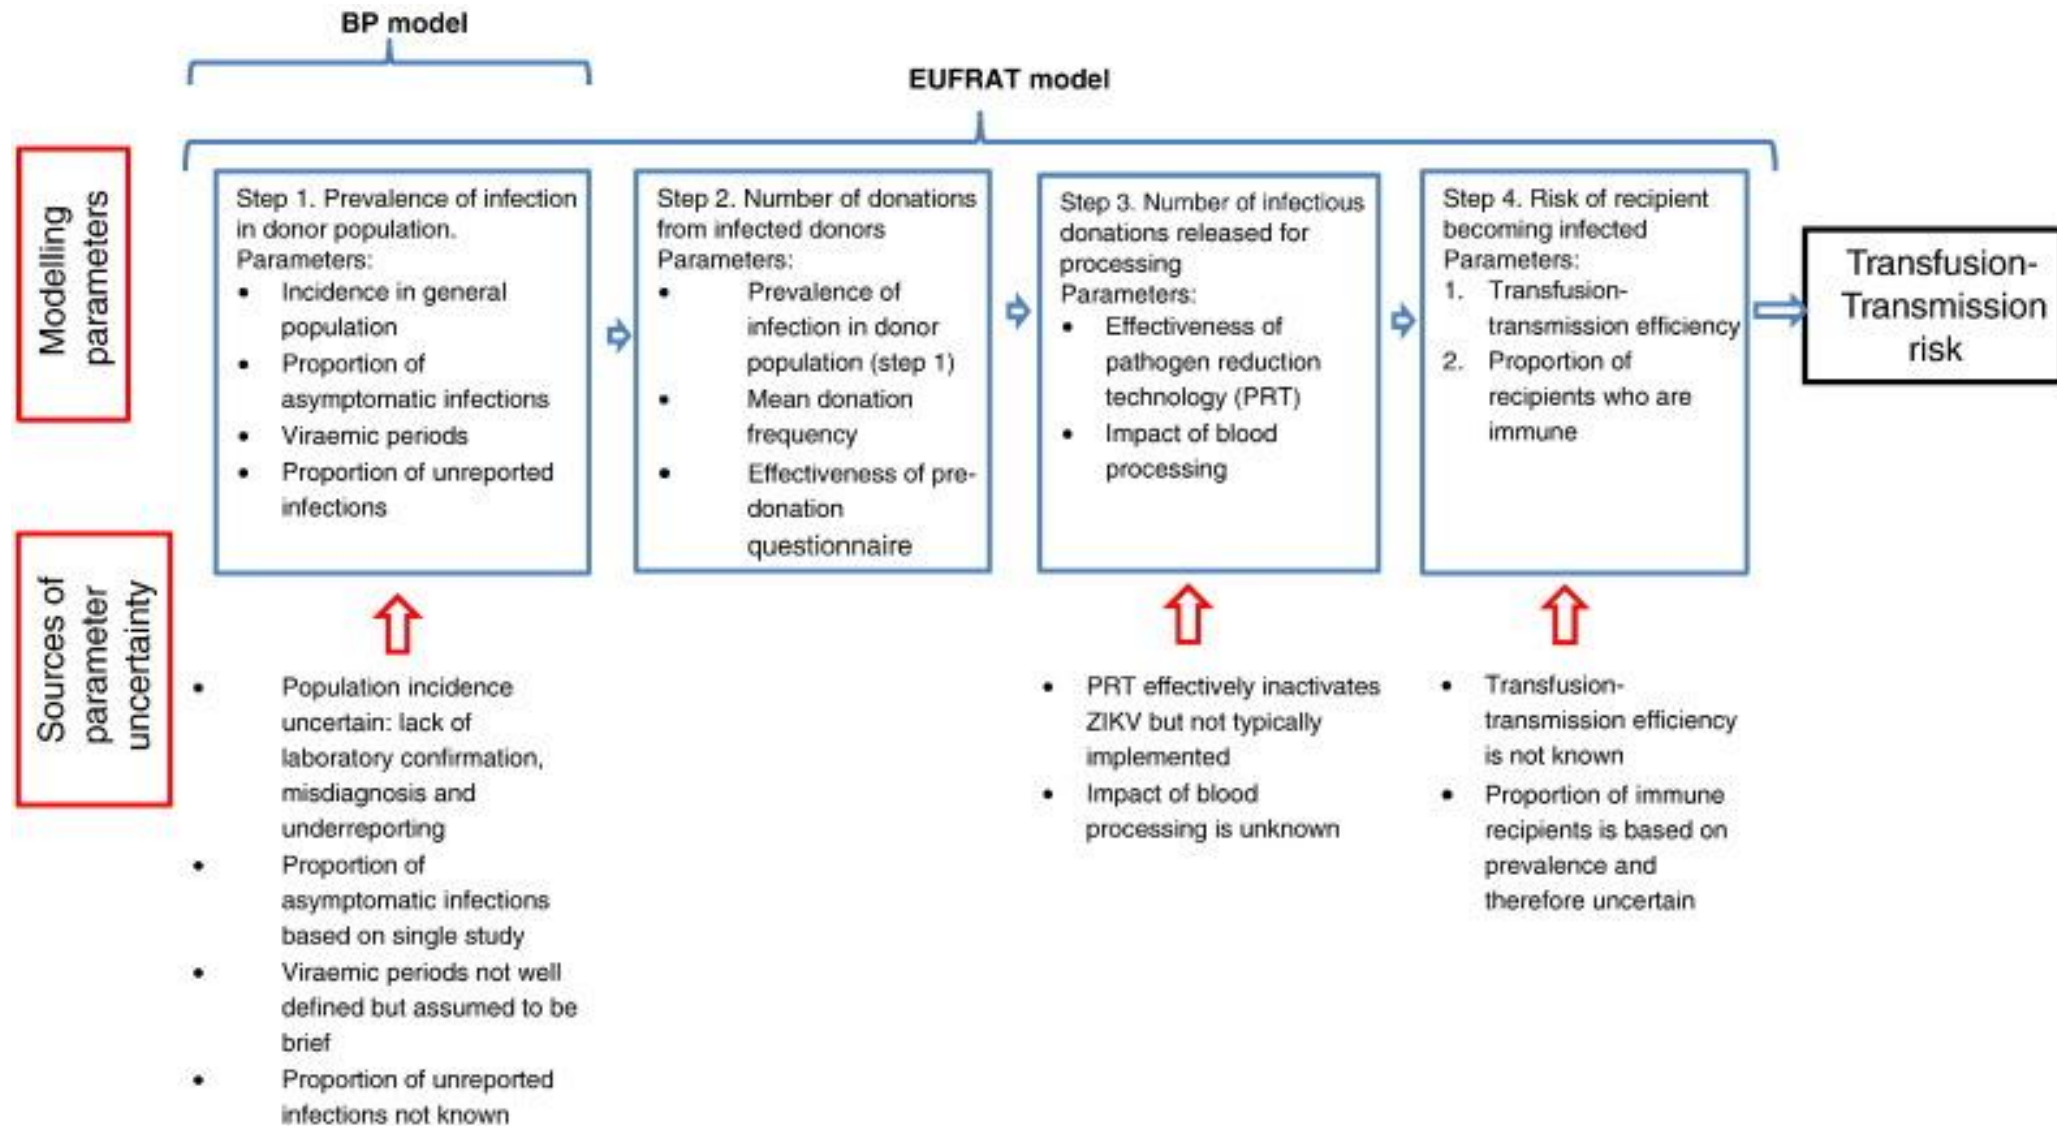 BP model
EUFRAT model
Modelling
parameters
Step 1. Prevalence of infection
in donor population.
Parameters:
• Incidence in general
population
• Proportion of
asymptomatic infections
• Viraemic periods
• Proportion of unreported
infections
Step 2. Number of donations
from infected donors
Parameters:
• Prevalence of
infection in donor
population (step 1)
• Mean donation
frequency
• Effectiveness of pre-
donation
questionnaire
Step 3. Number of infectious
donations released for
processing
Parameters:
• Effectiveness of
pathogen reduction
technology (PRT)
• Impact of blood
processing
Step 4. Risk of recipient
becoming infected
Parameters:
1. Transfusion-
transmission efficiency
2. Proportion of
recipients who are
immune
Transfusion-
Transmission
risk
Sources of
parameter
uncertainty
• Population incidence
uncertain: lack of
laboratory confirmation,
misdiagnosis and
underreporting
• Proportion of
asymptomatic infections
based on single study
• Viraemic periods not well
defined but assumed to be
brief
• Proportion of unreported
infections not known
• PRT effectively inactivates
ZIKV but not typically
implemented
• Impact of blood
processing is unknown
• Transfusion-
transmission efficiency
is not known
• Proportion of immune
recipients is based on
prevalence and
therefore uncertain